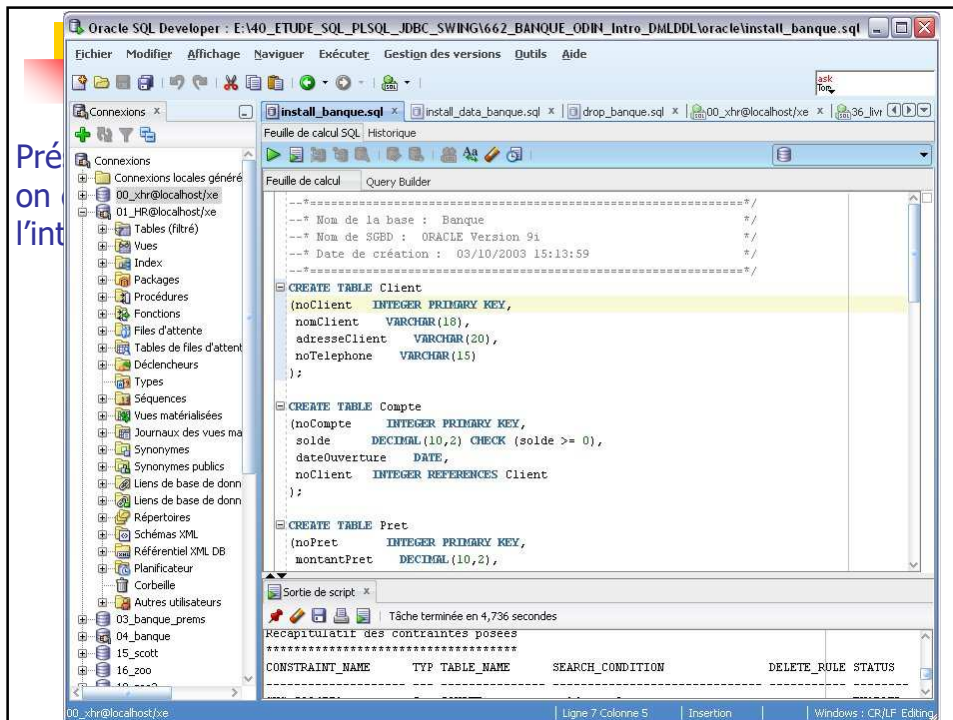 Oracle SQL Developer : E:\40_ETUDE_SQL_PLSQL_JDBC_SWING\662_BANQUE_ODIN_Intro_DMLDDL\oracle\install_banque.sql
Fichier Modifier Affichage Naviguer Exécuter Gestion des versions Outils Aide
ask
Tom
Connexions
install_banque.sql install_data_banque.sql drop_banque.sql 00_xhr@localhost/xe 36_livr
Feuille de calcul SQL Historique
Feuille de calcul Query Builder
Pré
on
l'int
Connexions
Connexions locales généré
00_xhr@localhost/xe
01_HR@localhost/xe
Tables (filtré)
Vues
Index
Packages
Procédures
Fonctions
Files d'attente
Tables de files d'attent
Déclencheurs
Types
Séquences
Vues matérialisées
Journaux des vues ma
Synonymes
Synonymes publics
Liens de base de donn
Liens de base de donn
Répertoires
Schémas XML
Référentiel XML DB
Planificateur
Corbeille
Autres utilisateurs
03_banque_prems
04_banque
15_scott
16_zoo
--*==============================================================*/
--* Nom de la base : Banque */
--* Nom de SGBD : ORACLE Version 9i */
--* Date de création : 03/10/2003 15:13:59 */
--*==============================================================*/
CREATE TABLE Client
(noClient INTEGER PRIMARY KEY,
nomClient VARCHAR(18),
adresseClient VARCHAR(20),
noTelephone VARCHAR(15)
);
CREATE TABLE Compte
(noCompte INTEGER PRIMARY KEY,
solde DECIMAL(10,2) CHECK (solde >= 0),
dateOuverture DATE,
noClient INTEGER REFERENCES Client
);
CREATE TABLE Pret
(noPret INTEGER PRIMARY KEY,
montantPret DECIMAL(10,2),
Sortie de script
Tâche terminée en 4,736 secondes
Recapitulatif des contraintes posees
************************************
CONSTRAINT_NAME TYP TABLE_NAME SEARCH_CONDITION DELETE_RULE STATUS
00_xhr@localhost/xe Ligne 7 Colonne 5 Insertion Windows : CR/LF Editing